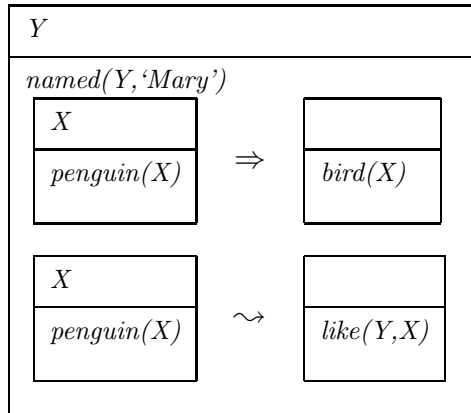 Y
named(Y,‘Mary’)
X
penguin(X) ⇒ bird(X)
X
penguin(X) ⤳ like(Y,X)